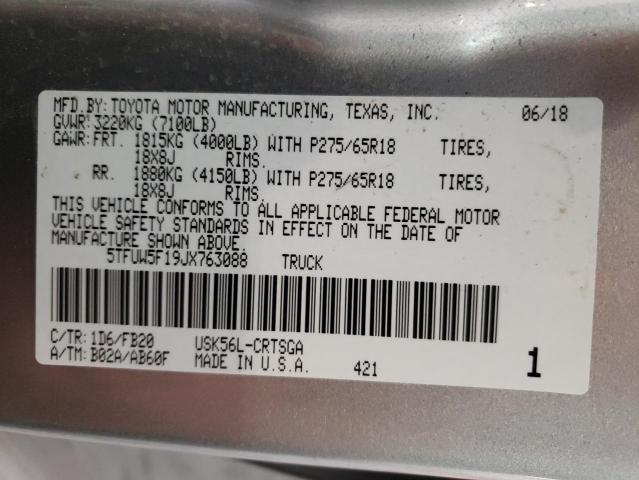 MFD.BY:TOYOTA MOTOR MANUFACTURING, TEXAS, INC. 06/18
GVWR:3220KG (7100LB)
GAWR:FRT. 1815KG (4000LB) WITH P275/65R18 TIRES,
18X8J RIMS.
RR. 1880KG (4150LB) WITH P275/65R18 TIRES,
18X8J RIMS.
THIS VEHICLE CONFORMS TO ALL APPLICABLE FEDERAL MOTOR
VEHICLE SAFETY STANDARDS IN EFFECT ON THE DATE OF
MANUFACTURE SHOWN ABOVE.
5TFUW5F19JX763088 TRUCK
C/TR: 1D6/FB20 USK56L-CRTSGA
A/TM: B02A/AB60F MADE IN U.S.A. 421 1